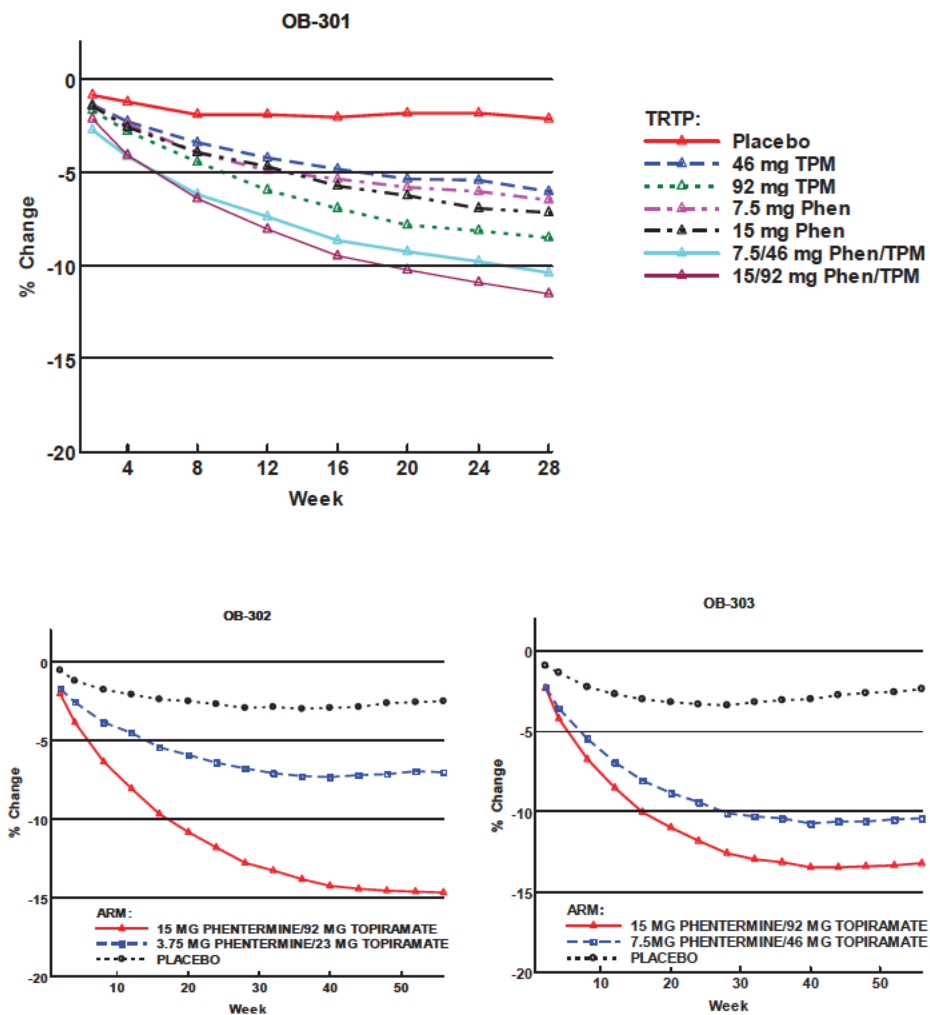 OB-301
0
-5
-10
-15
-20
% Change
4 8 12 16 20 24 28
Week
TRTP:
Placebo
46 mg TPM
92 mg TPM
7.5 mg Phen
15 mg Phen
7.5/46 mg Phen/TPM
15/92 mg Phen/TPM
OB-302
0
-5
-10
-15
-20
% Change
ARM:
15 MG PHENTERMINE/92 MG TOPIRAMATE
3.75 MG PHENTERMINE/23 MG TOPIRAMATE
PLACEBO
10 20 30 40 50
Week
OB-303
0
-5
-10
-15
-20
% Change
ARM:
15 MG PHENTERMINE/92 MG TOPIRAMATE
7.5MG PHENTERMINE/46 MG TOPIRAMATE
PLACEBO
10 20 30 40 50
Week